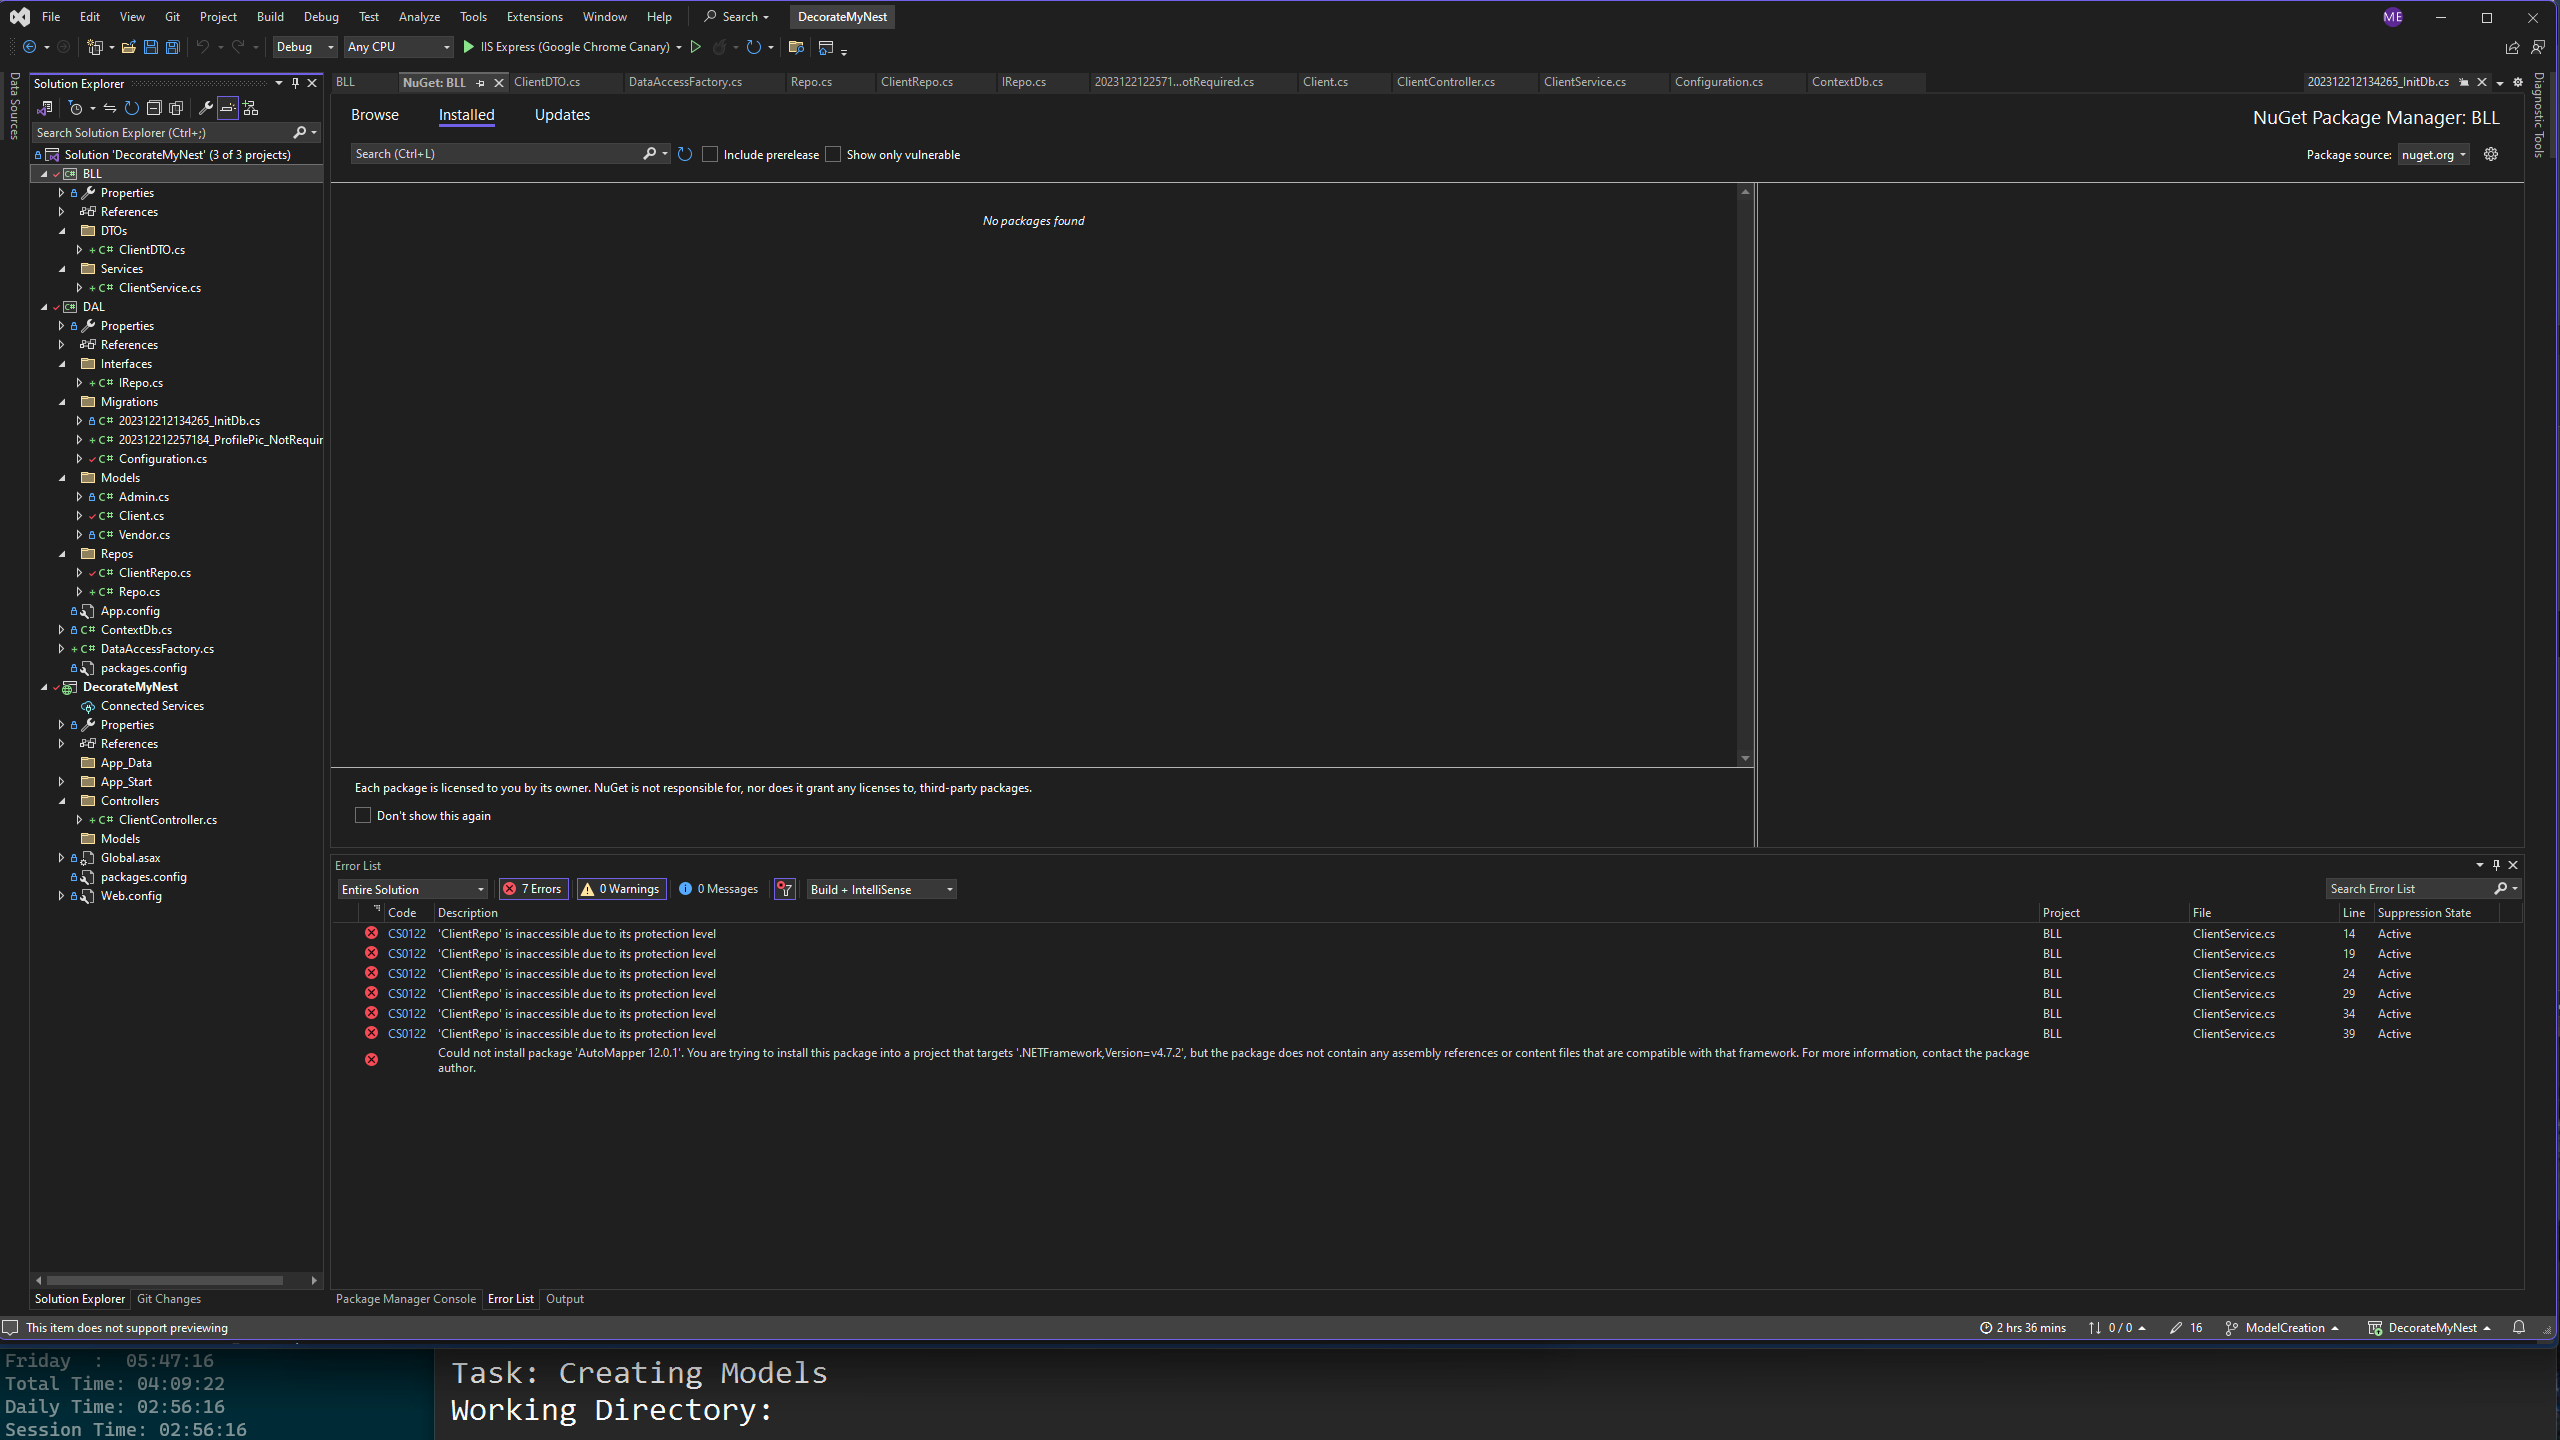 File Edit View Git Project Build Debug Test Analyze Tools Extensions Window Help Search DecorateMyNest ME
Debug Any CPU IIS Express (Google Chrome Canary)
Data Sources
Solution Explorer
Search Solution Explorer (Ctrl+;)
Solution 'DecorateMyNest' (3 of 3 projects)
BLL
Properties
References
DTOs
C# ClientDTO.cs
Services
C# ClientService.cs
DAL
Properties
References
Interfaces
C# IRepo.cs
Migrations
C# 202312212134265_InitDb.cs
C# 202312212257184_ProfilePic_NotRequir
C# Configuration.cs
Models
C# Admin.cs
C# Client.cs
C# Vendor.cs
Repos
C# ClientRepo.cs
C# Repo.cs
App.config
C# ContextDb.cs
C# DataAccessFactory.cs
packages.config
DecorateMyNest
Connected Services
Properties
References
App_Data
App_Start
Controllers
C# ClientController.cs
Models
Global.asax
packages.config
Web.config
Solution Explorer Git Changes
BLL NuGet: BLL ClientDTO.cs DataAccessFactory.cs Repo.cs ClientRepo.cs IRepo.cs 2023122122571...otRequired.cs Client.cs ClientController.cs ClientService.cs Configuration.cs ContextDb.cs 202312212134265_InitDb.cs
Browse Installed Updates NuGet Package Manager: BLL
Search (Ctrl+L) Include prerelease Show only vulnerable Package source: nuget.org
No packages found
Each package is licensed to you by its owner. NuGet is not responsible for, nor does it grant any licenses to, third-party packages.
Don't show this again
Diagnostic Tools
Error List
Entire Solution 7 Errors 0 Warnings 0 Messages Build + IntelliSense Search Error List
Code Description Project File Line Suppression State
CS0122 'ClientRepo' is inaccessible due to its protection level BLL ClientService.cs 14 Active
CS0122 'ClientRepo' is inaccessible due to its protection level BLL ClientService.cs 19 Active
CS0122 'ClientRepo' is inaccessible due to its protection level BLL ClientService.cs 24 Active
CS0122 'ClientRepo' is inaccessible due to its protection level BLL ClientService.cs 29 Active
CS0122 'ClientRepo' is inaccessible due to its protection level BLL ClientService.cs 34 Active
CS0122 'ClientRepo' is inaccessible due to its protection level BLL ClientService.cs 39 Active
Could not install package 'AutoMapper 12.0.1'. You are trying to install this package into a project that targets '.NETFramework,Version=v4.7.2', but the package does not contain any assembly references or content files that are compatible with that framework. For more information, contact the package
author.
Package Manager Console Error List Output
This item does not support previewing 2 hrs 36 mins 0 / 0 16 ModelCreation DecorateMyNest
Friday : 05:47:16
Total Time: 04:09:22
Daily Time: 02:56:16
Session Time: 02:56:16
Task: Creating Models
Working Directory: